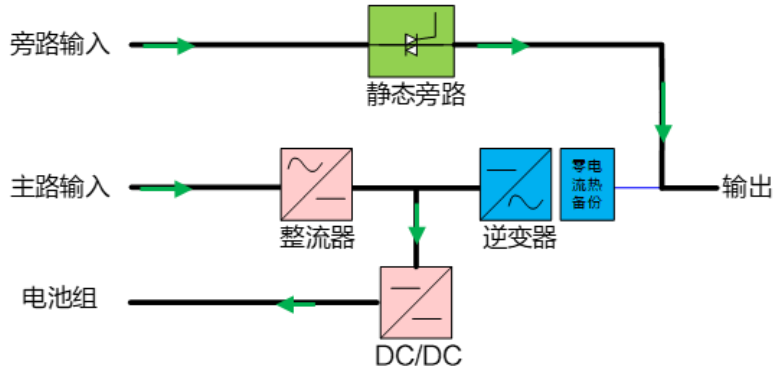 旁路输入
静态旁路
主路输入
整流器
逆变器
零电
流热
备份
输出
电池组
DC/DC